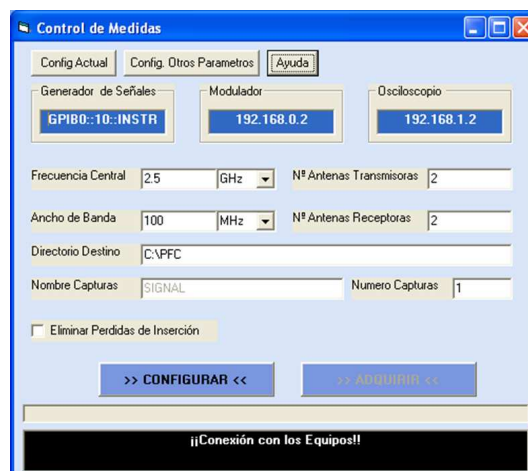 Control de Medidas
Config Actual Config. Otros Parametros Ayuda
Generador de Señales Modulador Osciloscopio
GPIB0::10::INSTR 192.168.0.2 192.168.1.2
Frecuencia Central 2.5 GHz Nº Antenas Transmisoras 2
Ancho de Banda 100 MHz Nº Antenas Receptoras 2
Directorio Destino C:\PFC
Nombre Capturas SIGNAL Numero Capturas 1
Eliminar Perdidas de Inserción
>> CONFIGURAR << >> ADQUIRIR <<
¡¡Conexión con los Equipos!!